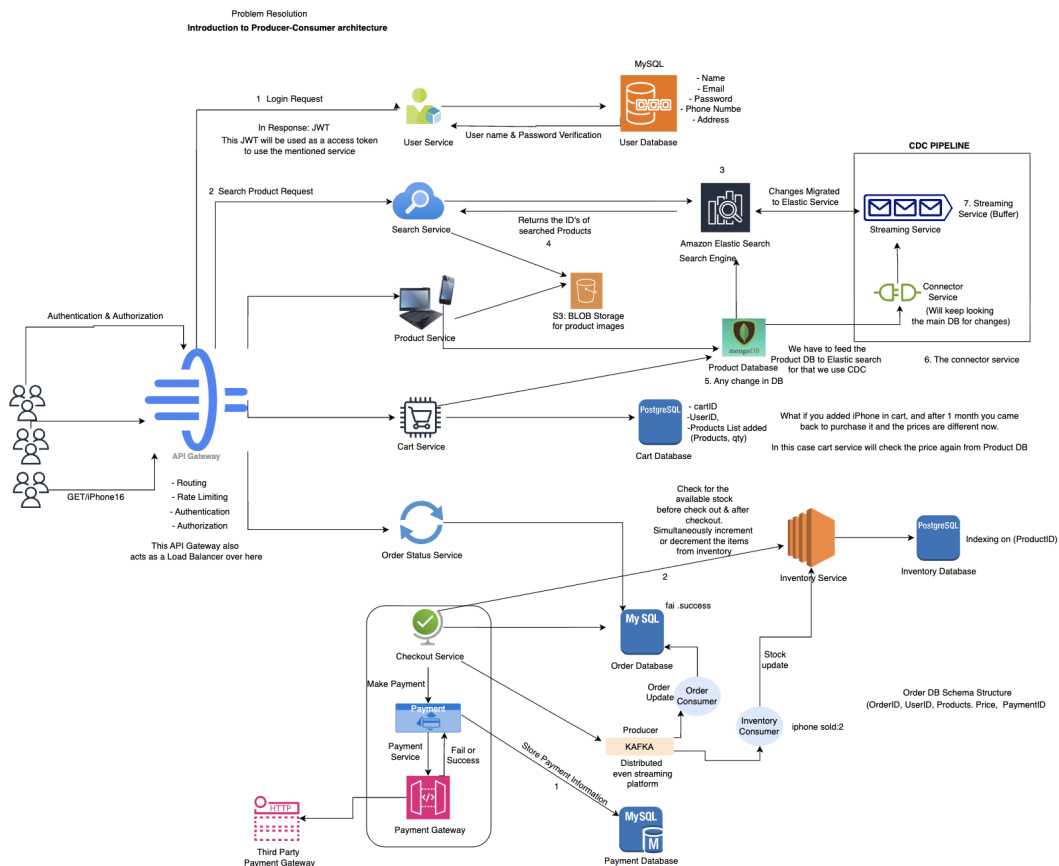 Problem Resolution
Introduction to Producer-Consumer architecture
MySQL
- Name
- Email
- Password
- Phone Numbe
- Address
1 Login Request
In Response: JWT
This JWT will be used as a access token
to use the mentioned service
User Service
User name & Password Verification
User Database
CDC PIPELINE
2 Search Product Request
3
Changes Migrated
to Elastic Service
7. Streaming
Service (Buffer)
Streaming Service
Search Service
Returns the ID's of
searched Products
4
Amazon Elastic Search
Search Engine
Connector
Service
(Will keep looking
the main DB for changes)
S3: BLOB Storage
for product images
Product Service
Authentication & Authorization
mongoDB
Product Database
5. Any change in DB
We have to feed the
Product DB to Elastic search
for that we use CDC
6. The connector service
API Gateway
Cart Service
PostgreSQL
- cartID
-UserID,
-Products List added
(Products, qty)
Cart Database
What if you added iPhone in cart, and after 1 month you came
back to purchase it and the prices are different now.
In this case cart service will check the price again from Product DB
GET/iPhone16
- Routing
- Rate Limiting
- Authentication
- Authorization
This API Gateway also
acts as a Load Balancer over here
Order Status Service
Check for the
available stock
before check out & after
checkout.
Simultaneously increment
or decrement the items
from inventory
2
Inventory Service
PostgreSQL
Indexing on (ProductID)
Inventory Database
fai .success
My SQL
Order Database
Checkout Service
Make Payment
Payment
Payment
Service
Fail or
Success
HTTP
Payment Gateway
Third Party
Payment Gateway
Store Payment Information
1
Order
Update
Order
Consumer
Producer
KAFKA
Distributed
even streaming
platform
Stock
update
Inventory
Consumer
iphone sold:2
Order DB Schema Structure
(OrderID, UserID, Products. Price, PaymentID
MySQL
M
Payment Database